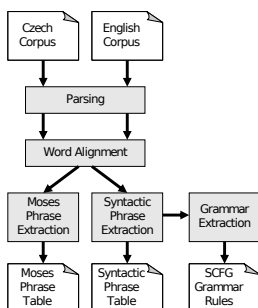 Czech
Corpus
English
Corpus
Parsing
Word Alignment
Moses
Phrase
Extraction
Syntactic
Phrase
Extraction
Grammar
Extraction
Moses
Phrase
Table
Syntactic
Phrase
Table
SCFG
Grammar
Rules